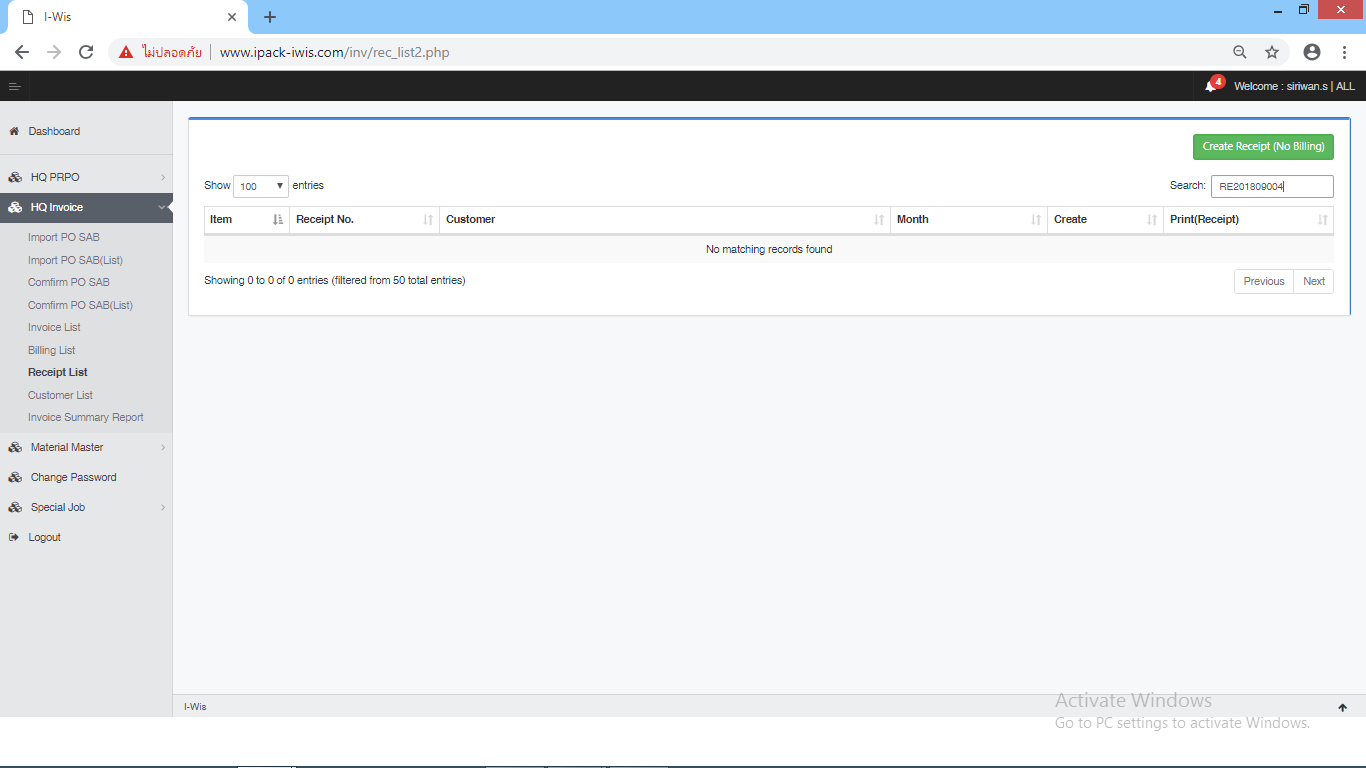 I-Wis
ไม่ปลอดภัย www.ipack-iwis.com/inv/rec_list2.php
4 Welcome : siriwan.s | ALL
Dashboard
HQ PRPO
HQ Invoice
Import PO SAB
Import PO SAB(List)
Comfirm PO SAB
Comfirm PO SAB(List)
Invoice List
Billing List
Receipt List
Customer List
Invoice Summary Report
Material Master
Change Password
Special Job
Logout
Create Receipt (No Billing)
Show 100 entries Search: RE201809004
Item Receipt No. Customer Month Create Print(Receipt)
No matching records found
Showing 0 to 0 of 0 entries (filtered from 50 total entries) Previous Next
I-Wis
Activate Windows
Go to PC settings to activate Windows.